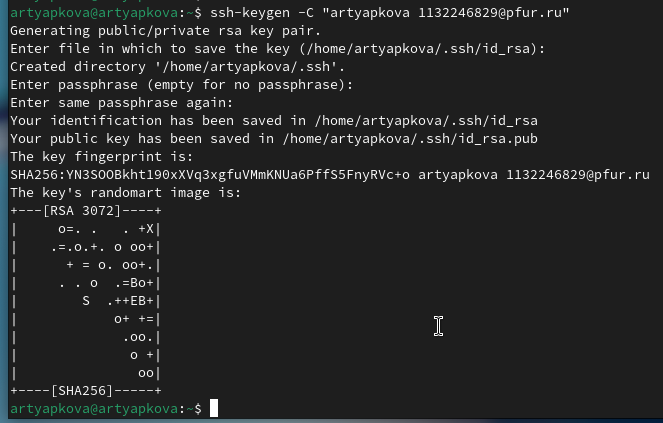 artyapkova@artyapkova:~$ ssh-keygen -C "artyapkova 1132246829@pfur.ru"
Generating public/private rsa key pair.
Enter file in which to save the key (/home/artyapkova/.ssh/id_rsa):
Created directory '/home/artyapkova/.ssh'.
Enter passphrase (empty for no passphrase):
Enter same passphrase again:
Your identification has been saved in /home/artyapkova/.ssh/id_rsa
Your public key has been saved in /home/artyapkova/.ssh/id_rsa.pub
The key fingerprint is:
SHA256:YN3SOOBkht190xXVq3xgfuVMmKNUa6PffS5FnyRVc+o artyapkova 1132246829@pfur.ru
The key's randomart image is:
+---[RSA 3072]----+
|     o=. .   . +X|
|    .=.o.+. o oo+|
|      + = o. oo+.|
|     . . o  .=Bo+|
|        S  .++EB+|
|            o+ +=|
|             .oo.|
|              o +|
|               oo|
+----[SHA256]-----+
artyapkova@artyapkova:~$